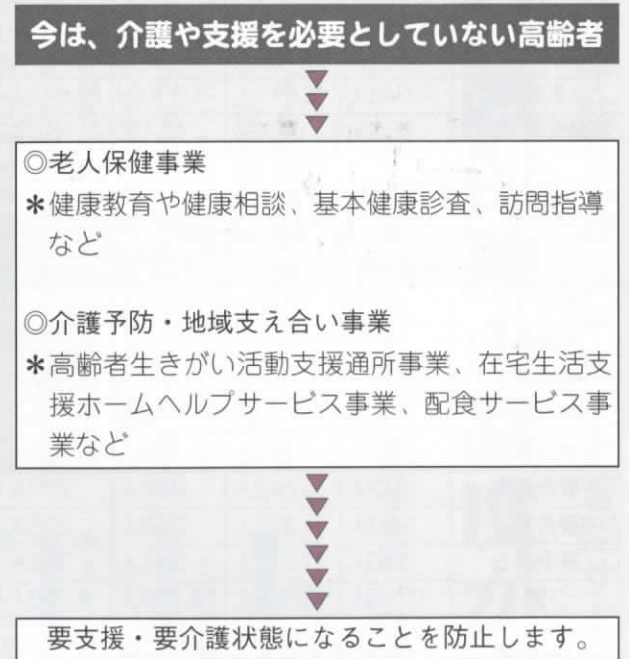 今は、介護や支援を必要としていない高齢者
◎老人保健事業
＊健康教育や健康相談、基本健康診査、訪問指導
など
◎介護予防・地域支え合い事業
＊高齢者生きがい活動支援通所事業、在宅生活支
援ホームヘルプサービス事業、配食サービス事
業など
要支援・要介護状態になることを防止します。